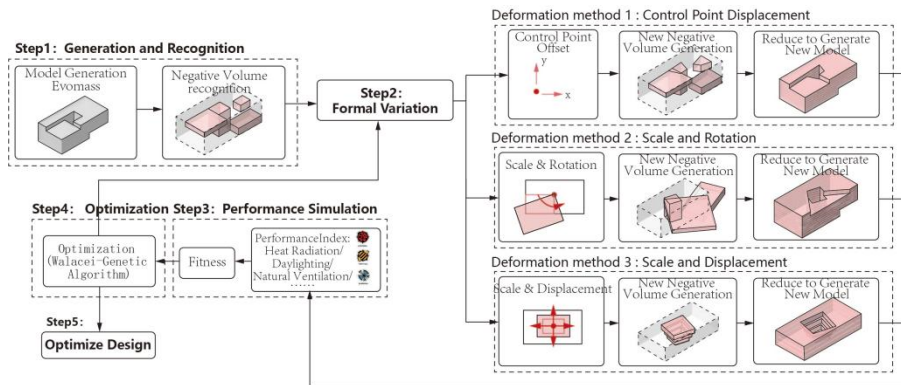 Step1：Generation and Recognition
Model Generation
Evomass
Negative Volume
recognition
Step2：
Formal Variation
Deformation method 1 : Control Point Displacement
Control Point
Offset
y
x
New Negative
Volume Generation
Reduce to Generate
New Model
Deformation method 2 : Scale and Rotation
Scale & Rotation
New Negative
Volume Generation
Reduce to Generate
New Model
Deformation method 3 : Scale and Displacement
Scale & Displacement
New Negative
Volume Generation
Reduce to Generate
New Model
Step4： Optimization
Step3： Performance Simulation
Optimization
(Walacei-Genetic
Algorithm)
Fitness
PerformanceIndex:
Heat Radiation/
Daylighting/
Natural Ventilation/
......
Step5：
Optimize Design